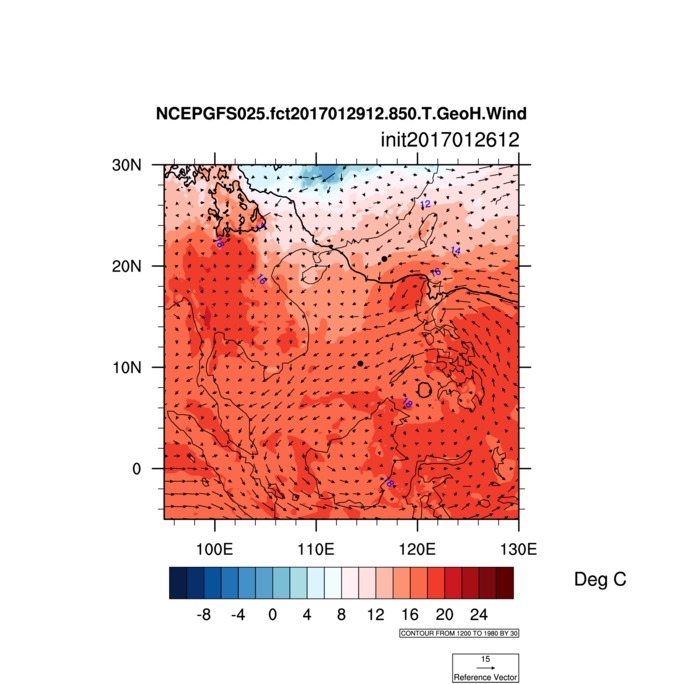 NCEPGFS025.fct2017012912.850.T.GeoH.Wind
init2017012612
30N
20N
10N
0
12
14
16
18
16
18
100E
110E
120E
130E
-8 -4 0 4 8 12 16 20 24
Deg C
CONTOUR FROM 1200 TO 1980 BY 30
15
Reference Vector